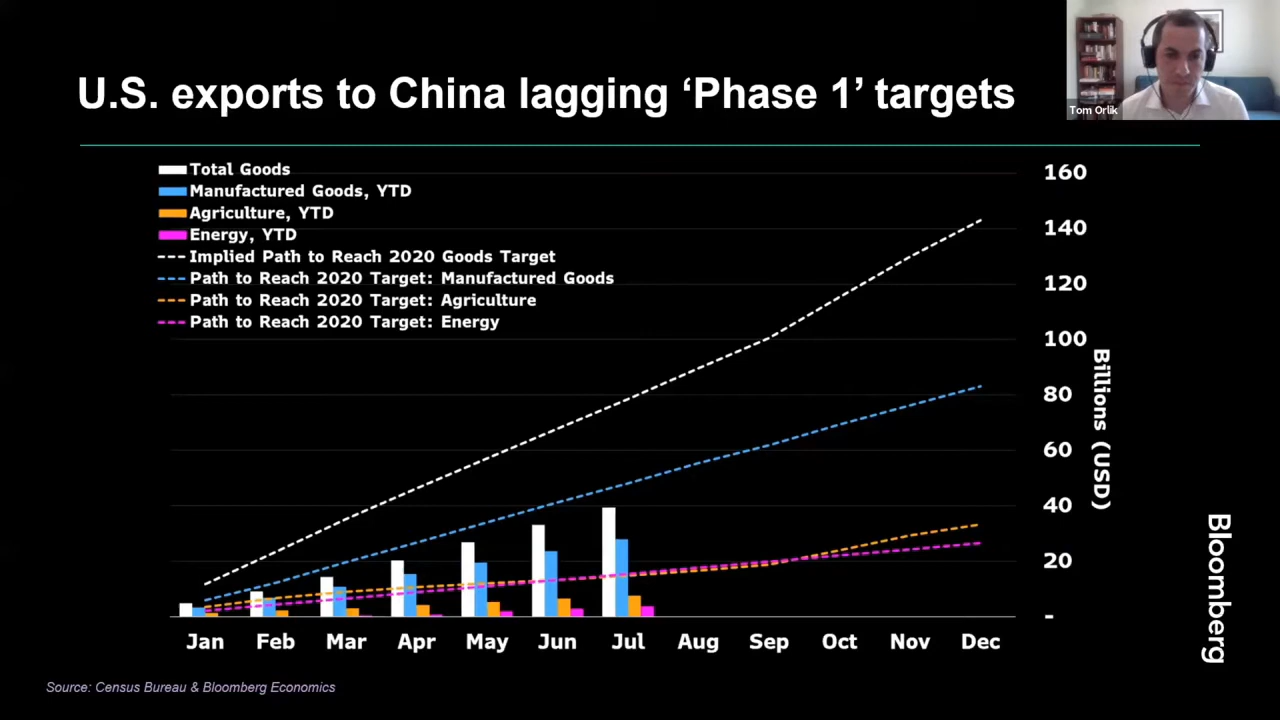 U.S. exports to China lagging ‘Phase 1’ targets
Tom Orlik
Total Goods
Manufactured Goods, YTD
Agriculture, YTD
Energy, YTD
Implied Path to Reach 2020 Goods Target
Path to Reach 2020 Target: Manufactured Goods
Path to Reach 2020 Target: Agriculture
Path to Reach 2020 Target: Energy
160
140
120
100
80
60
40
20
-
Billions (USD)
Jan Feb Mar Apr May Jun Jul Aug Sep Oct Nov Dec
Bloomberg
Source: Census Bureau & Bloomberg Economics